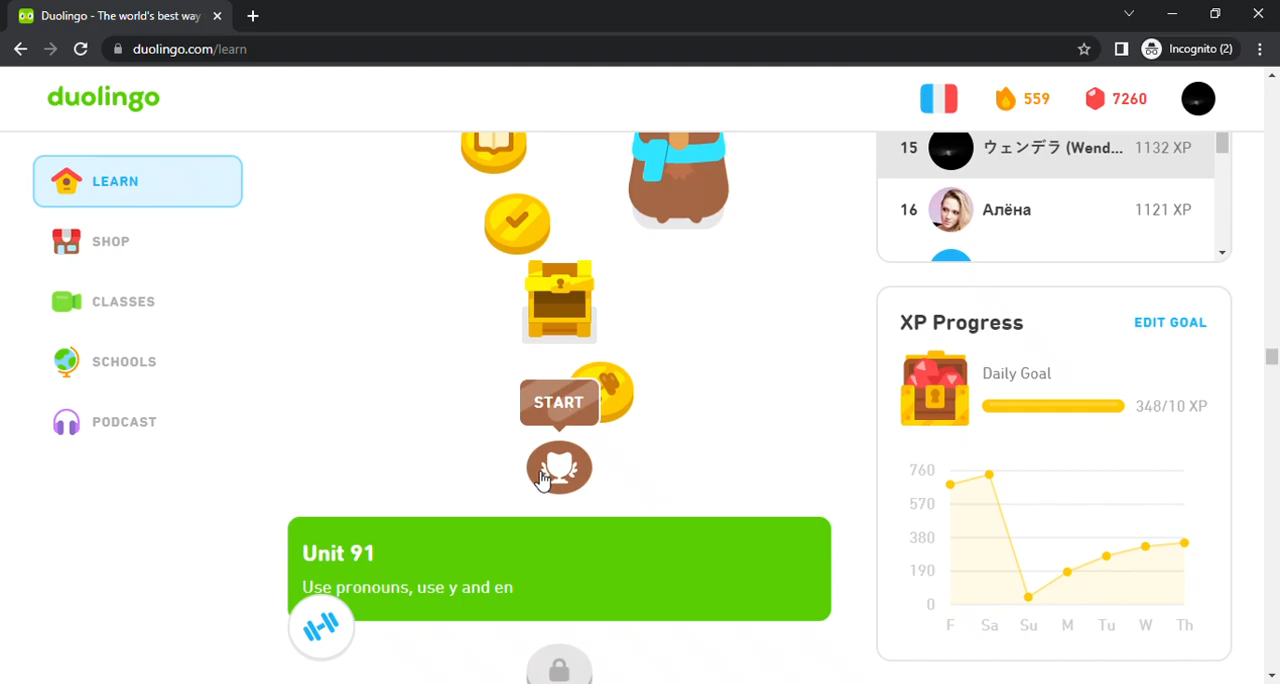 Duolingo - The world's best way
duolingo.com/learn
Incognito (2)
duolingo
559
7260
LEARN
SHOP
CLASSES
SCHOOLS
PODCAST
START
Unit 91
Use pronouns, use y and en
15 ウェンデラ (Wend... 1132 XP
16 Алёна 1121 XP
XP Progress
EDIT GOAL
Daily Goal
348/10 XP
760
570
380
190
0
F Sa Su M Tu W Th